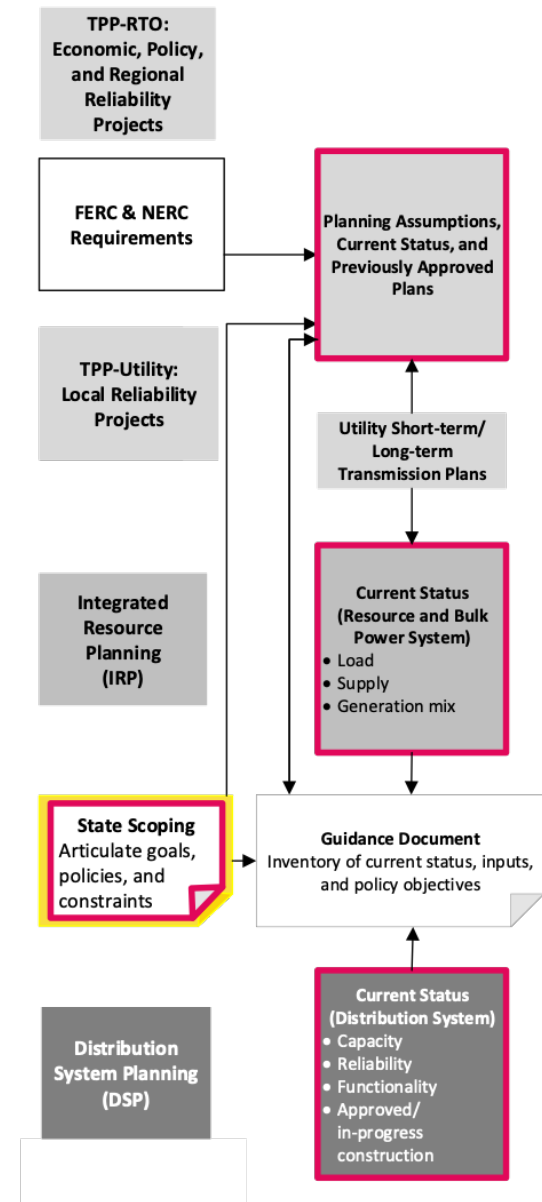 TPP-RTO:
Economic, Policy,
and Regional
Reliability
Projects
FERC & NERC
Requirements
Planning Assumptions,
Current Status, and
Previously Approved
Plans
TPP-Utility:
Local Reliability
Projects
Utility Short-term/
Long-term
Transmission Plans
Integrated
Resource
Planning
(IRP)
Current Status
(Resource and Bulk
Power System)
• Load
• Supply
• Generation mix
State Scoping
Articulate goals,
policies, and
constraints
Guidance Document
Inventory of current status, inputs,
and policy objectives
Distribution
System Planning
(DSP)
Current Status
(Distribution System)
• Capacity
• Reliability
• Functionality
• Approved/
in-progress
construction